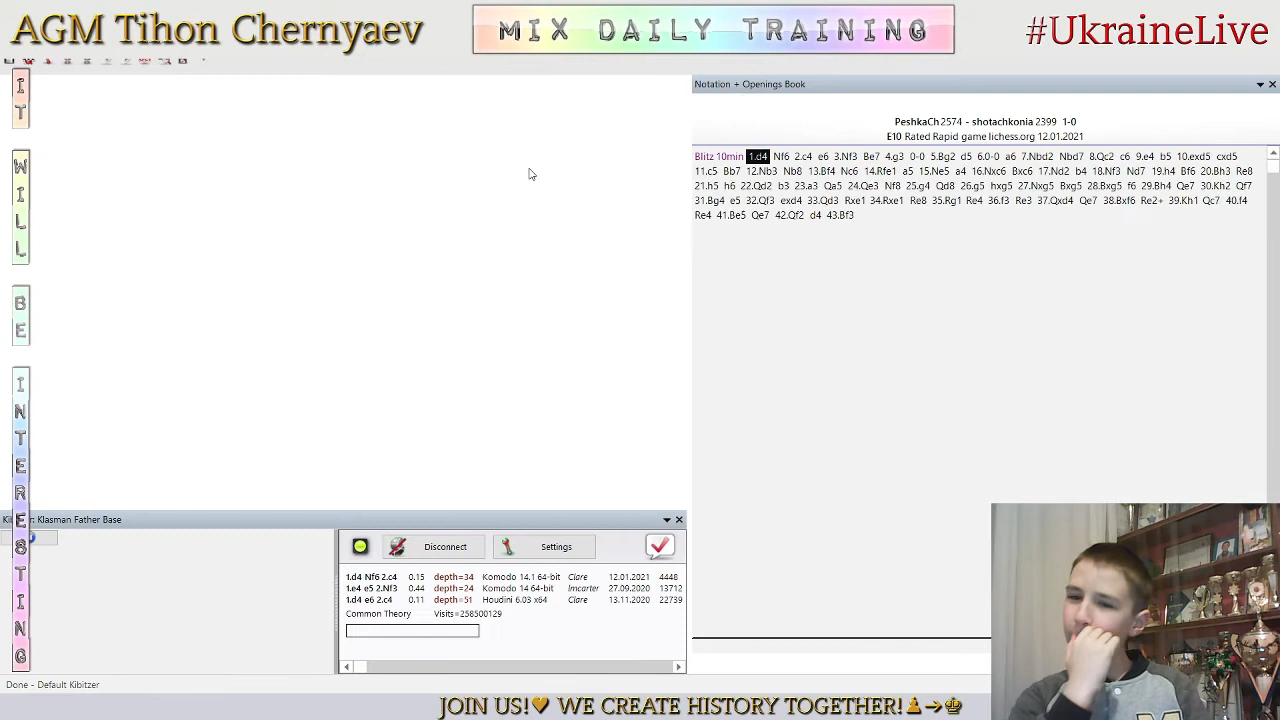 AGM Tihon Chernyaev
MIX DAILY TRAINING
#UkraineLive
IT
WILL
BE
INTERESTING
Notation + Openings Book
PeshkaCh 2574 - shotachkonia 2399 1-0
E10 Rated Rapid game lichess.org 12.01.2021
Blitz 10min 1.d4 Nf6 2.c4 e6 3.Nf3 Be7 4.g3 0-0 5.Bg2 d5 6.0-0 a6 7.Nbd2 Nbd7 8.Qc2 c6 9.e4 b5 10.exd5 cxd5
11.c5 Bb7 12.Nb3 Nb8 13.Bf4 Nc6 14.Rfe1 a5 15.Ne5 a4 16.Nxc6 Bxc6 17.Nd2 b4 18.Nf3 Nd7 19.h4 Bf6 20.Bh3 Re8
21.h5 h6 22.Qd2 b3 23.a3 Qa5 24.Qe3 Nf8 25.g4 Qd8 26.g5 hxg5 27.Nxg5 Bxg5 28.Bxg5 f6 29.Bh4 Qe7 30.Kh2 Qf7
31.Bg4 e5 32.Qf3 exd4 33.Qd3 Rxe1 34.Rxe1 Re8 35.Rg1 Re4 36.f3 Re3 37.Qxd4 Qe7 38.Bxf6 Re2+ 39.Kh1 Qc7 40.f4
Re4 41.Be5 Qe7 42.Qf2 d4 43.Bf3
Klasman Father Base
Disconnect
Settings
1.d4 Nf6 2.c4 0.15 depth=34 Komodo 14.1 64-bit Clare 12.01.2021 4448
1.e4 e5 2.Nf3 0.44 depth=24 Komodo 14 64-bit lmcarter 27.09.2020 13712
1.d4 e6 2.c4 0.11 depth=51 Houdini 6.03 x64 Clare 13.11.2020 22739
Common Theory Visits=258500129
Done - Default Kibitzer
JOIN US! WE CREATE HISTORY TOGETHER!